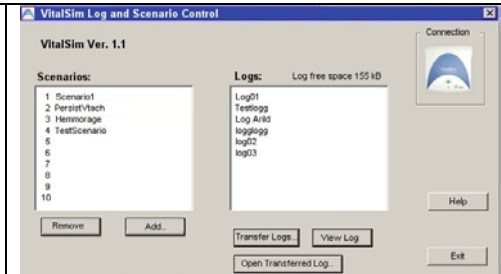 VitalSim Log and Scenario Control
VitalSim Ver. 1.1
Connection
Scenarios:
1 Scenario1
2 PersistVtach
3 Hemmorage
4 TestScenario
5
6
7
8
9
10
Remove
Add..
Logs:
Log free space 155 kB
Log01
Testlogg
Log Arild
logglogg
log02
log03
Transfer Logs..
View Log
Open Transferred Log..
Help
Exit